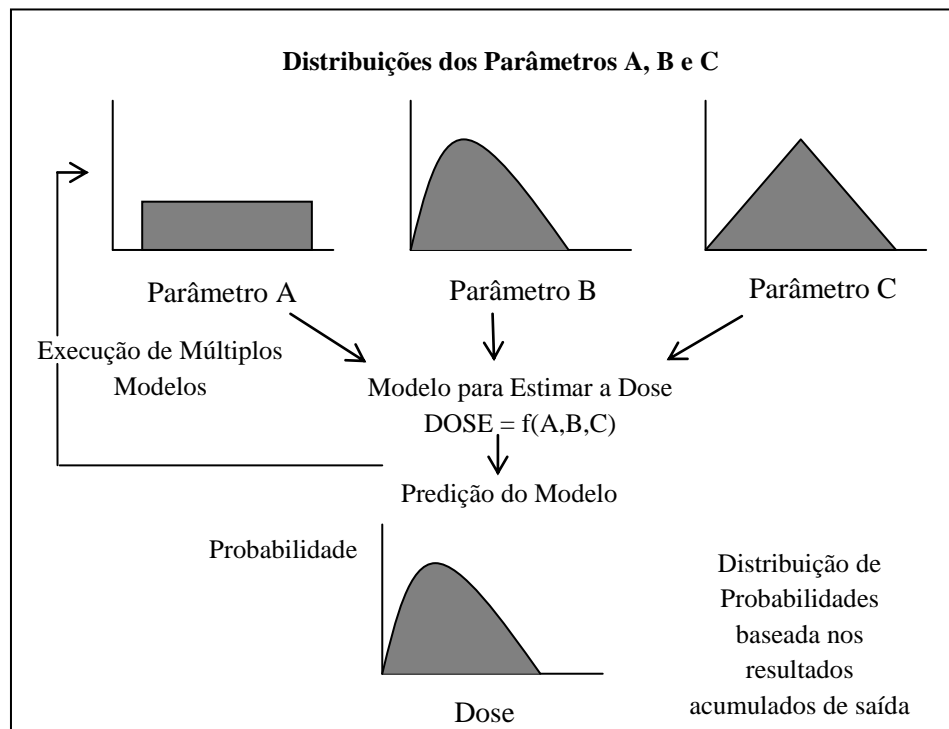 Distribuições dos Parâmetros A, B e C
Parâmetro A
Parâmetro B
Parâmetro C
Execução de Múltiplos
Modelos
Modelo para Estimar a Dose
DOSE = f(A,B,C)
Predição do Modelo
Probabilidade
Dose
Distribuição de
Probabilidades
baseada nos
resultados
acumulados de saída